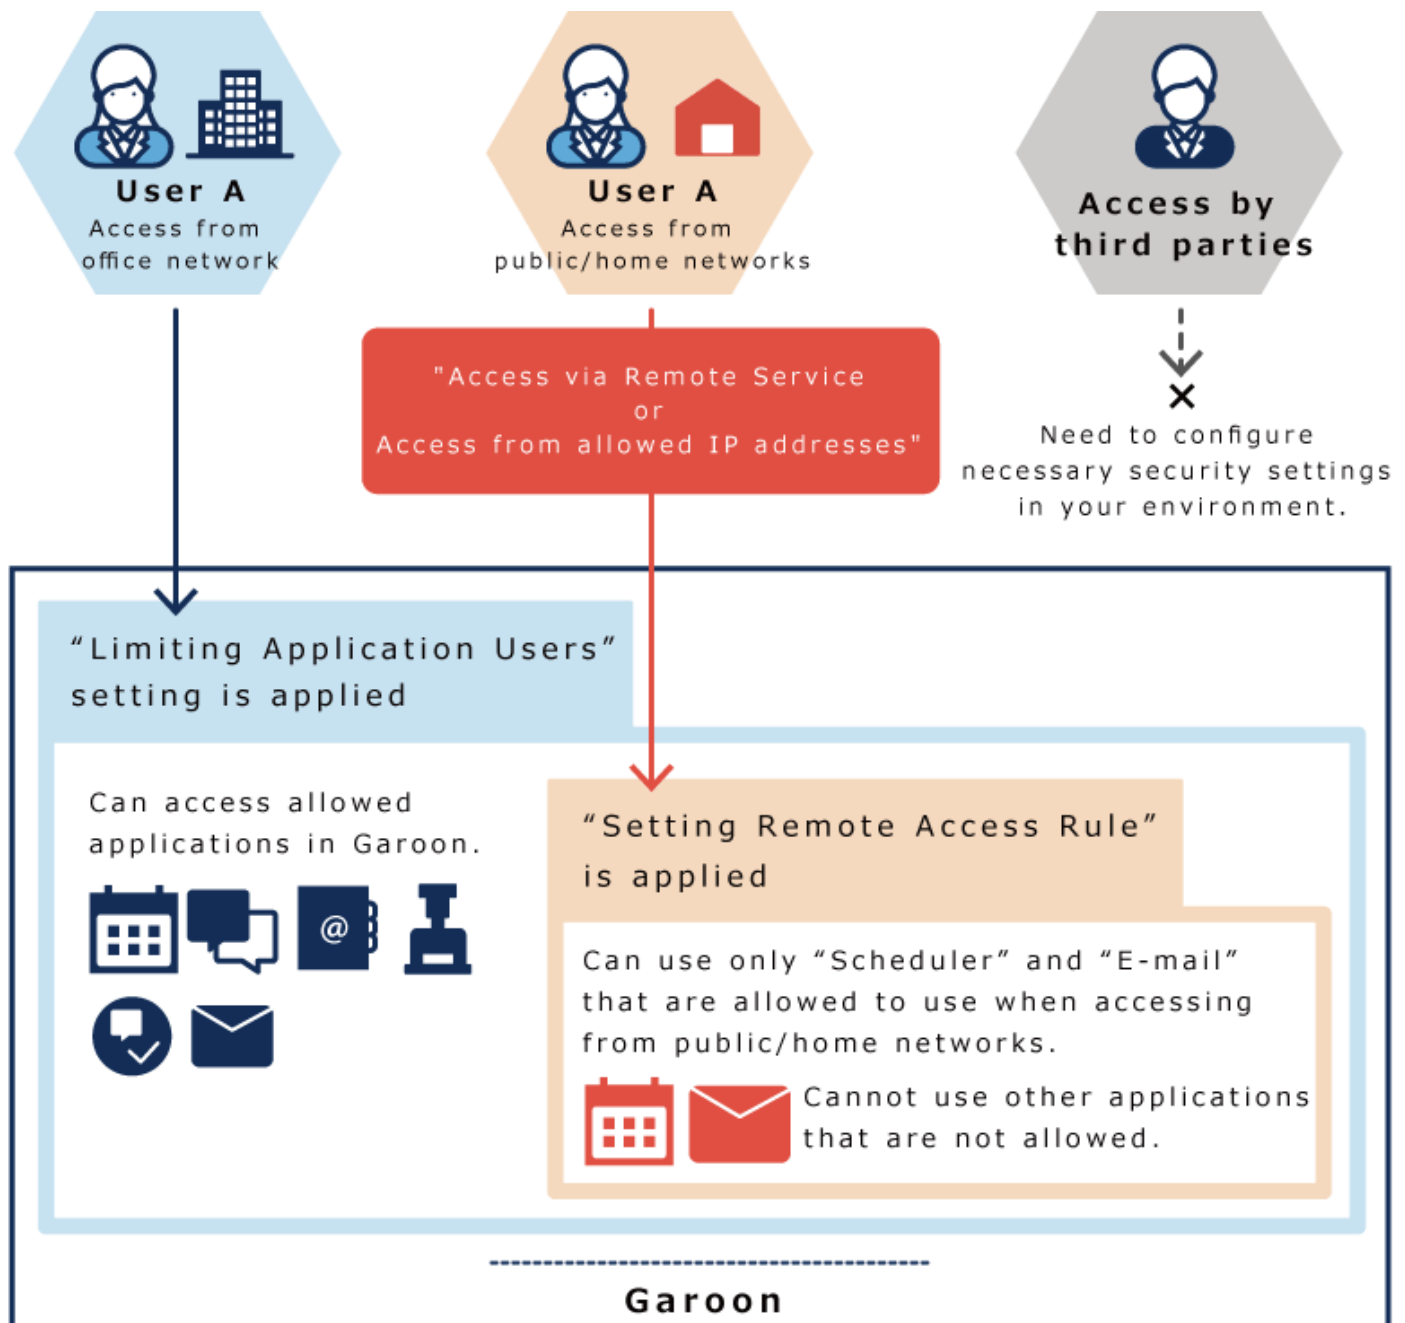 User A
Access from
office network
User A
Access from
public/home networks
Access by
third parties
"Access via Remote Service
or
Access from allowed IP addresses"
Need to configure
necessary security settings
in your environment.
“Limiting Application Users”
setting is applied
Can access allowed
applications in Garoon.
@
“Setting Remote Access Rule”
is applied
Can use only “Scheduler” and “E-mail”
that are allowed to use when accessing
from public/home networks.
Cannot use other applications
that are not allowed.
Garoon